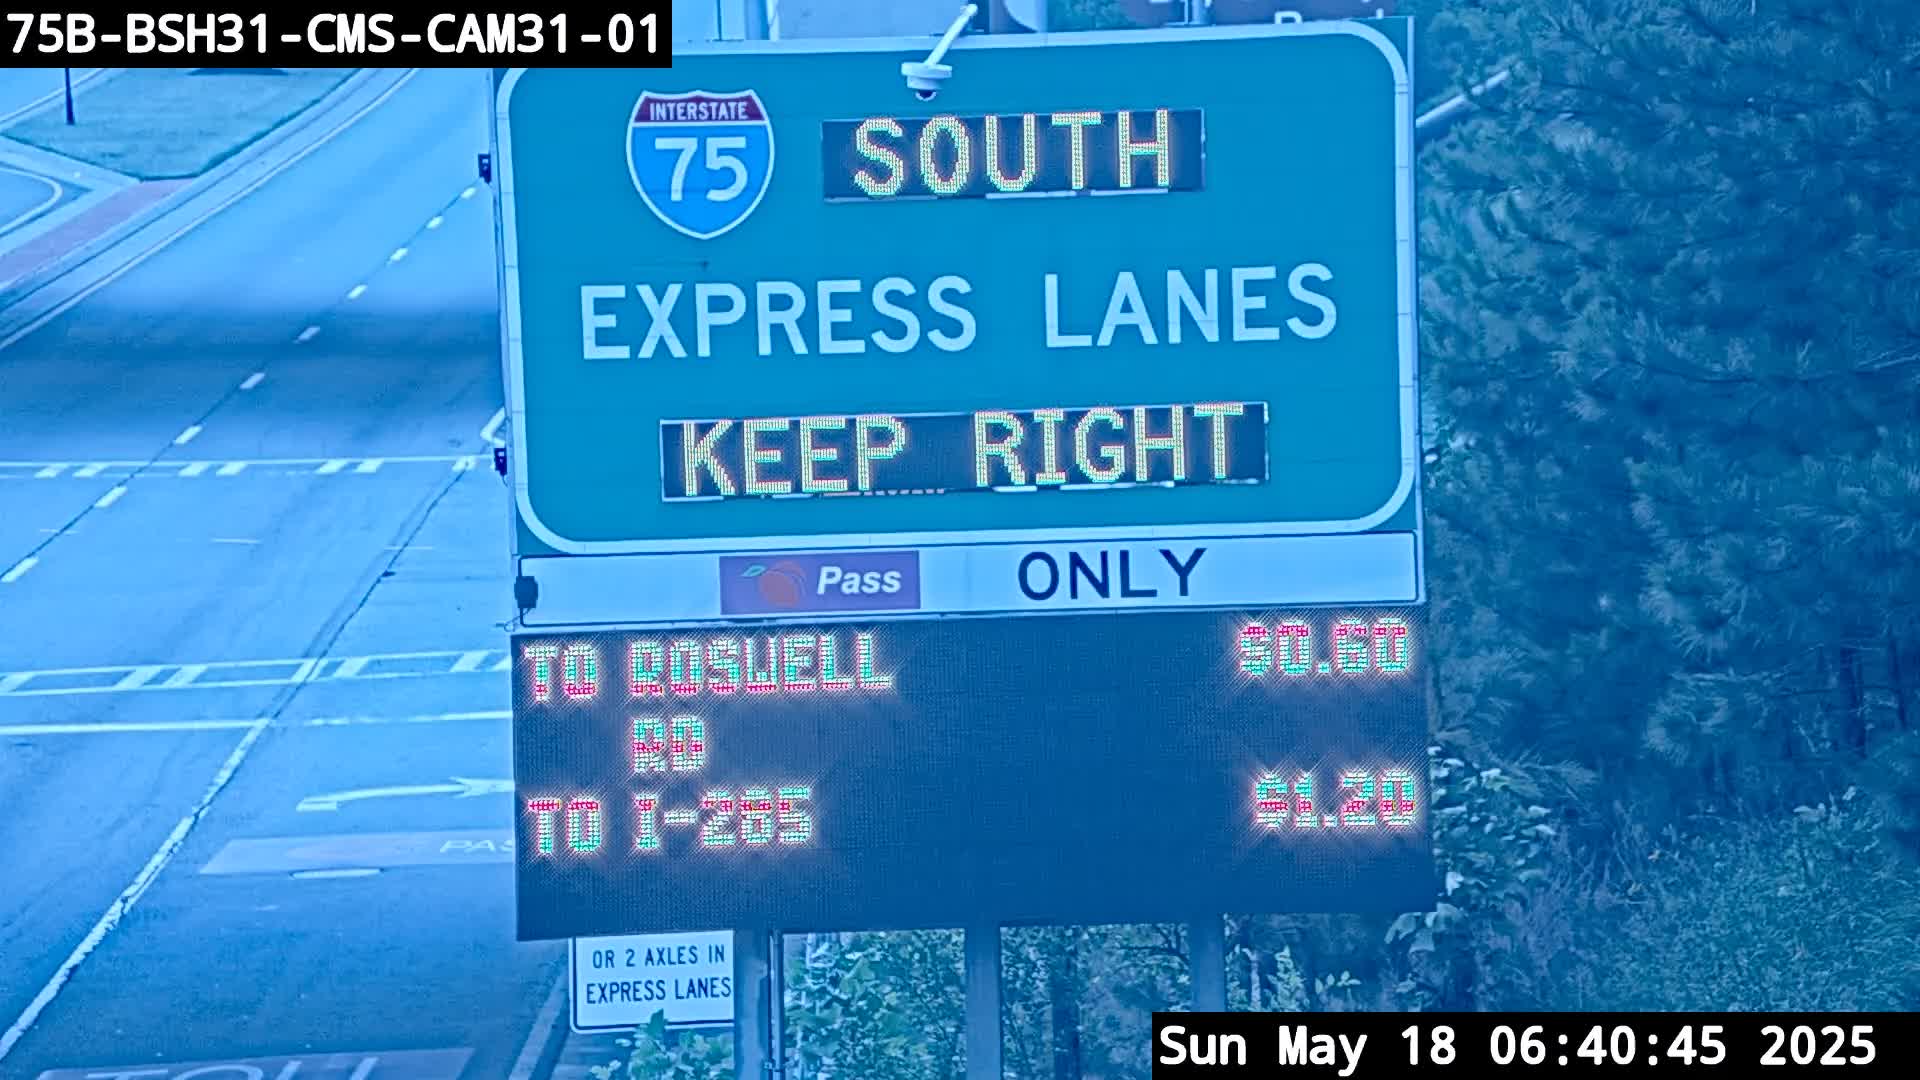 75B-BSH31-CMS-CAM31-01
INTERSTATE
75
SOUTH
EXPRESS LANES
KEEP RIGHT
Pass
ONLY
TO ROSWELL $0.60
RD
TO I-285 $1.20
OR 2 AXLES IN
EXPRESS LANES
TOLL
Sun May 18 06:40:45 2025